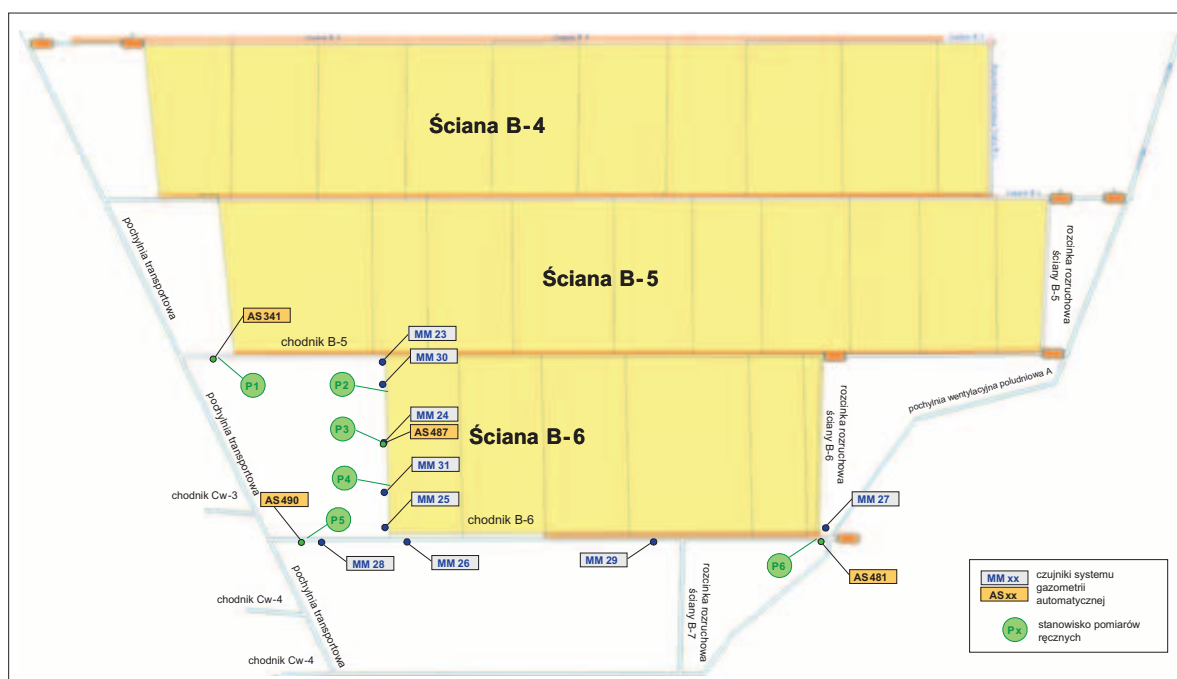 Ściana B-4
Ściana B-5
Ściana B-6
pochylnia transportowa
rozcinka rozruchowa
ściany B-5
AS341
chodnik B-5
P1
MM 23
MM 30
P2
MM 24
AS487
P3
MM 31
P4
MM 25
chodnik B-6
pochylnia transportowa
chodnik Cw-3
AS490
P5
MM 28
MM 26
MM 29
rozcinka rozruchowa
ściany B-6
pochylnia wentylacyjna południowa A
MM 27
P6
AS481
rozcinka rozruchowa
ściany B-7
pochylnia transportowa
chodnik Cw-4
chodnik Cw-4
MM xx
ASxx
czujniki systemu
gazometrii
automatycznej
Px
stanowisko pomiarów
ręcznych